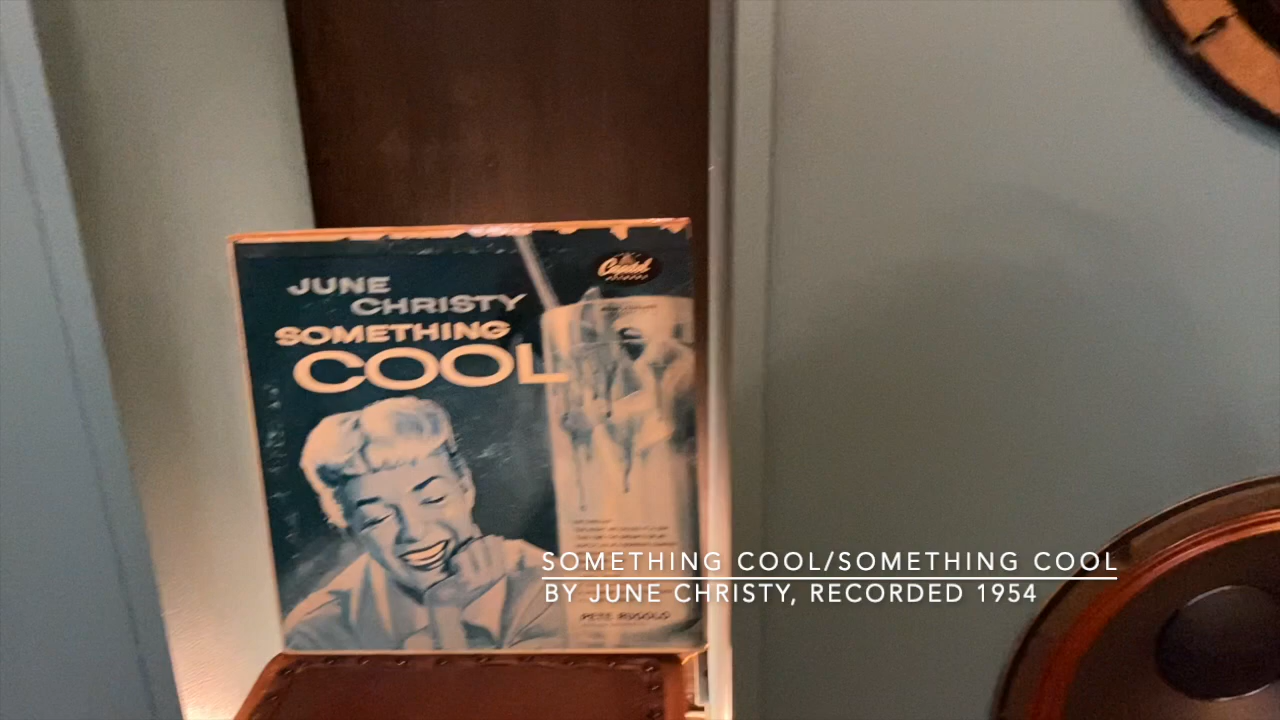 JUNE
CHRISTY
SOMETHING
COOL
Capitol
PETE RUGOLO
SOMETHING COOL/SOMETHING COOL
BY JUNE CHRISTY, RECORDED 1954